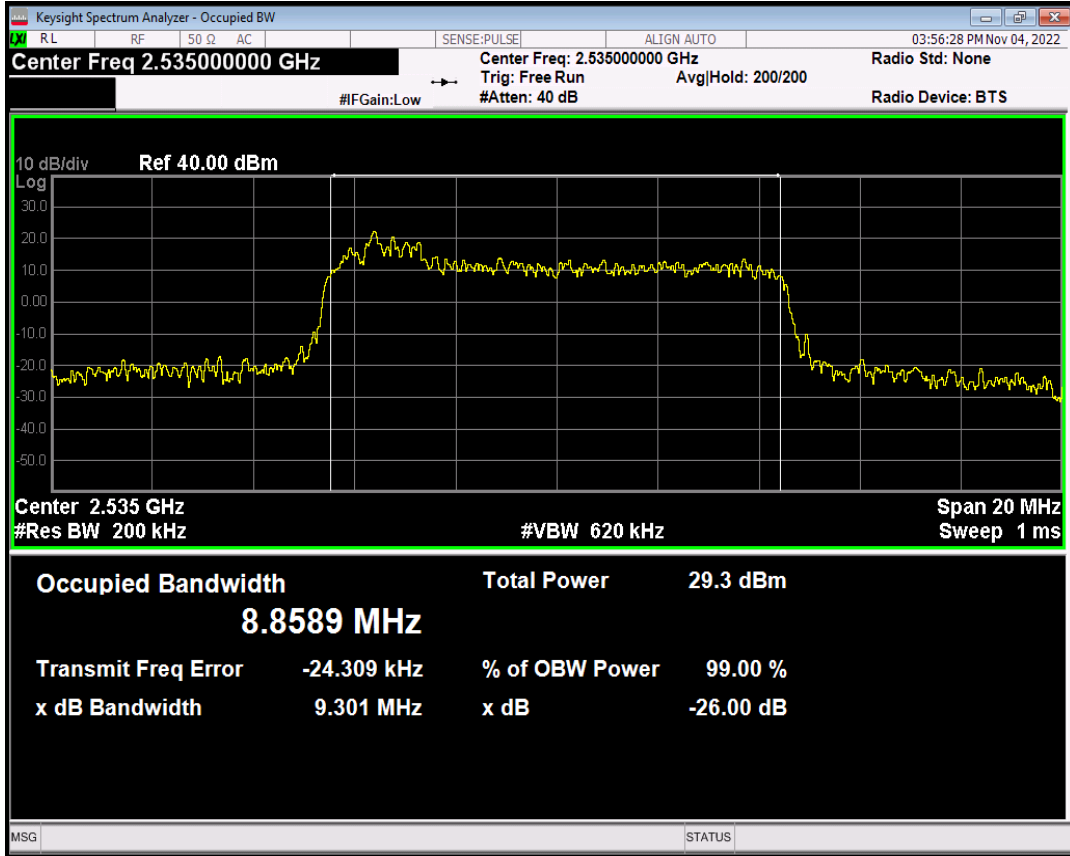 Keysight Spectrum Analyzer - Occupied BW
LXI RL RF 50 Ω AC SENSE:PULSE ALIGN AUTO 03:56:28 PM Nov 04, 2022
Center Freq 2.535000000 GHz Center Freq: 2.535000000 GHz Radio Std: None
Trig: Free Run Avg|Hold: 200/200
#IFGain:Low #Atten: 40 dB Radio Device: BTS
10 dB/div Ref 40.00 dBm
Log
30.0
20.0
10.0
0.00
-10.0
-20.0
-30.0
-40.0
-50.0
Center 2.535 GHz Span 20 MHz
#Res BW 200 kHz #VBW 620 kHz Sweep 1 ms
Occupied Bandwidth Total Power 29.3 dBm
8.8589 MHz
Transmit Freq Error -24.309 kHz % of OBW Power 99.00 %
x dB Bandwidth 9.301 MHz x dB -26.00 dB
MSG STATUS